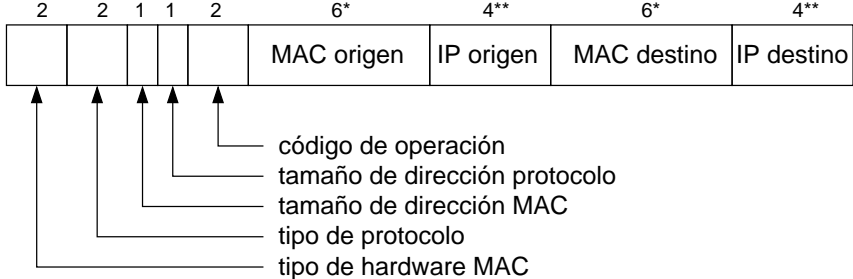 2 2 1 1 2 6* 4** 6* 4**
MAC origen IP origen MAC destino IP destino
código de operación
tamaño de dirección protocolo
tamaño de dirección MAC
tipo de protocolo
tipo de hardware MAC